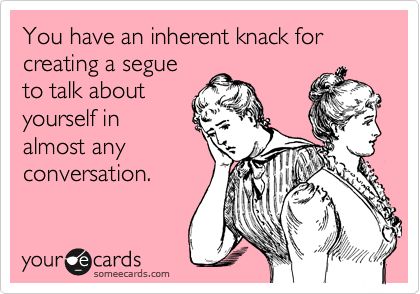 You have an inherent knack for
creating a segue
to talk about
yourself in
almost any
conversation.
your e cards
someecards.com